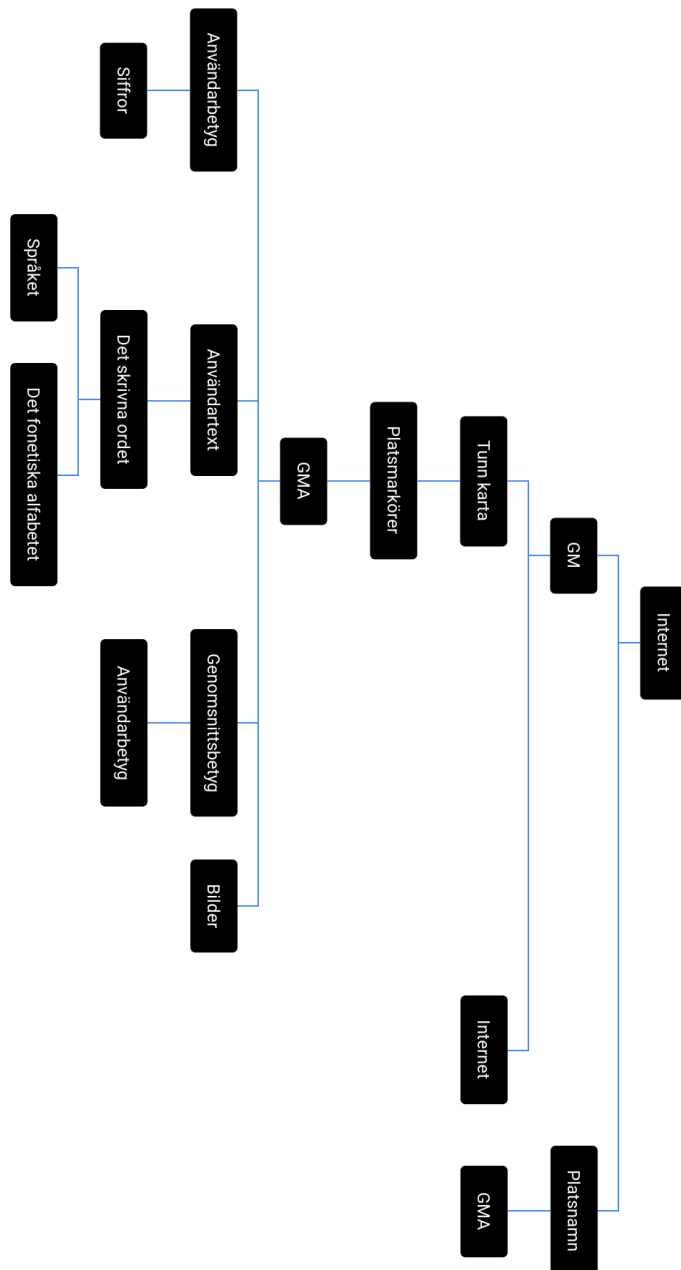 Internet
GM
Platsnamn
Tunn karta
Internet
GMA
Platsmarkörer
GMA
Användarbetyg
Användartext
Genomsnittsbetyg
Bilder
Siffror
Det skrivna ordet
Användarbetyg
Språket
Det fonetiska alfabetet